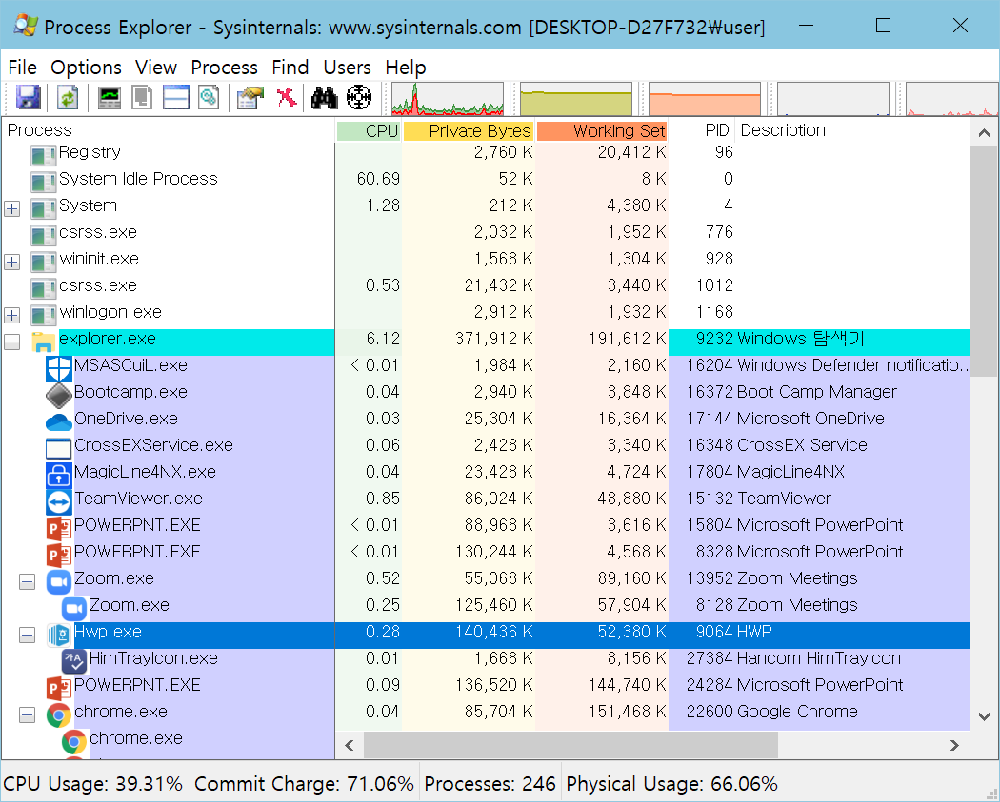 Process Explorer - Sysinternals: www.sysinternals.com [DESKTOP-D27F732₩user]
File Options View Process Find Users Help
Process CPU Private Bytes Working Set PID Description
Registry 2,760 K 20,412 K 96
System Idle Process 60.69 52 K 8 K 0
System 1.28 212 K 4,380 K 4
csrss.exe 2,032 K 1,952 K 776
wininit.exe 1,568 K 1,304 K 928
csrss.exe 0.53 21,432 K 3,440 K 1012
winlogon.exe 2,912 K 1,932 K 1168
explorer.exe 6.12 371,912 K 191,612 K 9232 Windows 탐색기
MSASCuiL.exe < 0.01 1,984 K 2,160 K 16204 Windows Defender notificatio...
Bootcamp.exe 0.04 2,940 K 3,848 K 16372 Boot Camp Manager
OneDrive.exe 0.03 25,304 K 16,364 K 17144 Microsoft OneDrive
CrossEXService.exe 0.06 2,428 K 3,340 K 16348 CrossEX Service
MagicLine4NX.exe 0.04 23,428 K 4,724 K 17804 MagicLine4NX
TeamViewer.exe 0.85 86,024 K 48,880 K 15132 TeamViewer
POWERPNT.EXE < 0.01 88,968 K 3,616 K 15804 Microsoft PowerPoint
POWERPNT.EXE < 0.01 130,244 K 4,568 K 8328 Microsoft PowerPoint
Zoom.exe 0.52 55,068 K 89,160 K 13952 Zoom Meetings
Zoom.exe 0.25 125,460 K 57,904 K 8128 Zoom Meetings
Hwp.exe 0.28 140,436 K 52,380 K 9064 HWP
가A HimTrayIcon.exe 0.01 1,668 K 8,156 K 27384 Hancom HimTrayIcon
POWERPNT.EXE 0.09 136,520 K 144,740 K 24284 Microsoft PowerPoint
chrome.exe 0.04 85,704 K 151,468 K 22600 Google Chrome
chrome.exe
CPU Usage: 39.31% Commit Charge: 71.06% Processes: 246 Physical Usage: 66.06%